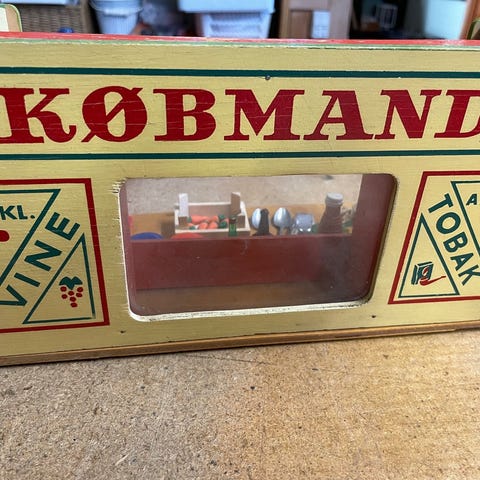 KØBMAND
KL.
VINE
A
TOBAK